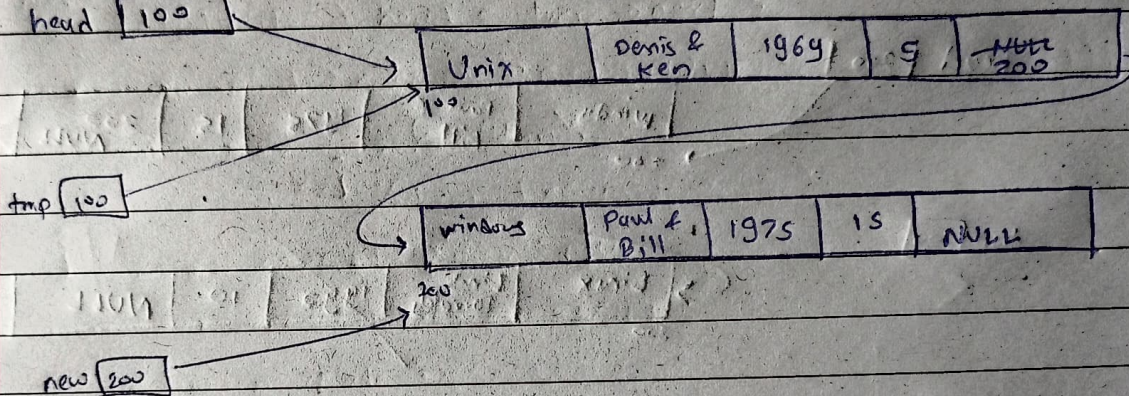 head 100
Unix Denis & Ken 1969 5 NULL 200
100
tmp 100
windows Paul & Bill 1975 15 NULL
200
new 200